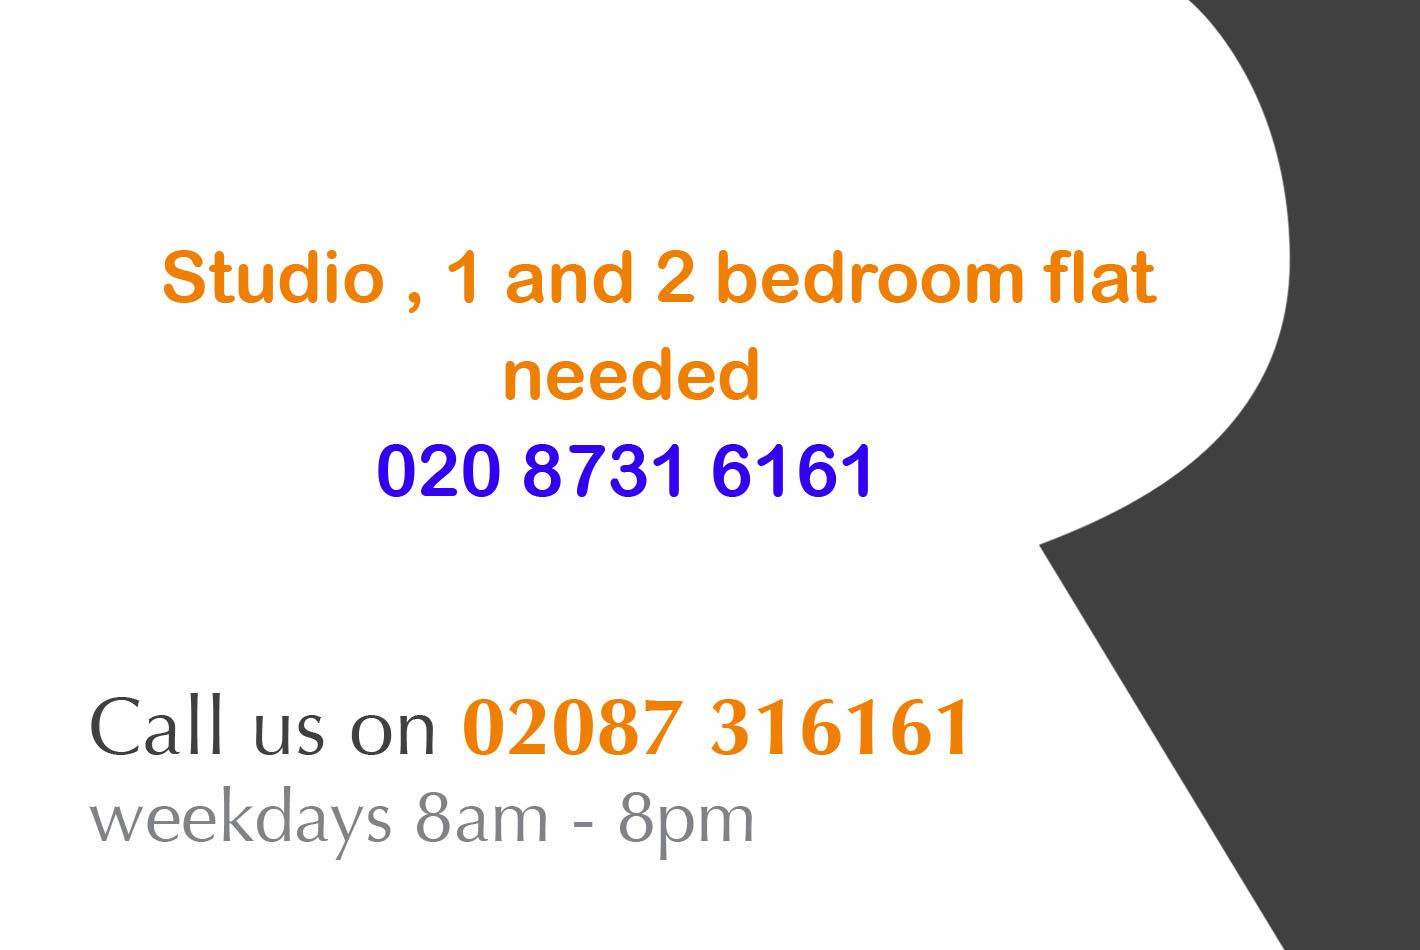 Studio , 1 and 2 bedroom flat
needed
020 8731 6161
Call us on 02087 316161
weekdays 8am - 8pm